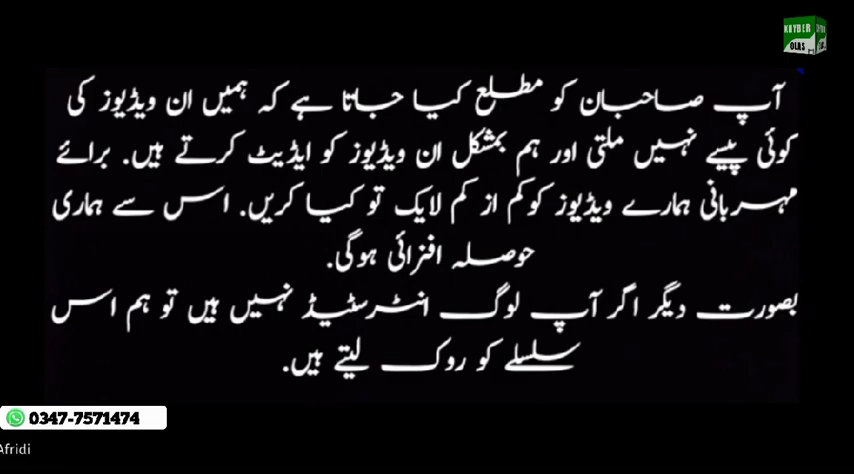 KHYBER
OLAS
آپ صاحبان کو مطلع کیا جاتا ہے کہ ہمیں ان ویڈیوز کی
کوئی پیسے نہیں ملتی اور ہم بمشکل ان ویڈیوز کو ایڈیٹ کرتے ہیں. برائے
مہربانی ہمارے ویڈیوز کوکم از کم لایک تو کیا کریں. اس سے ہماری
حوصلہ افزائی ہوگی.
بصورت دیگر اگر آپ لوگ انٹرسٹیڈ نہیں ہیں تو ہم اس
سلسلے کو روک لیتے ہیں.
0347-7571474
Afridi